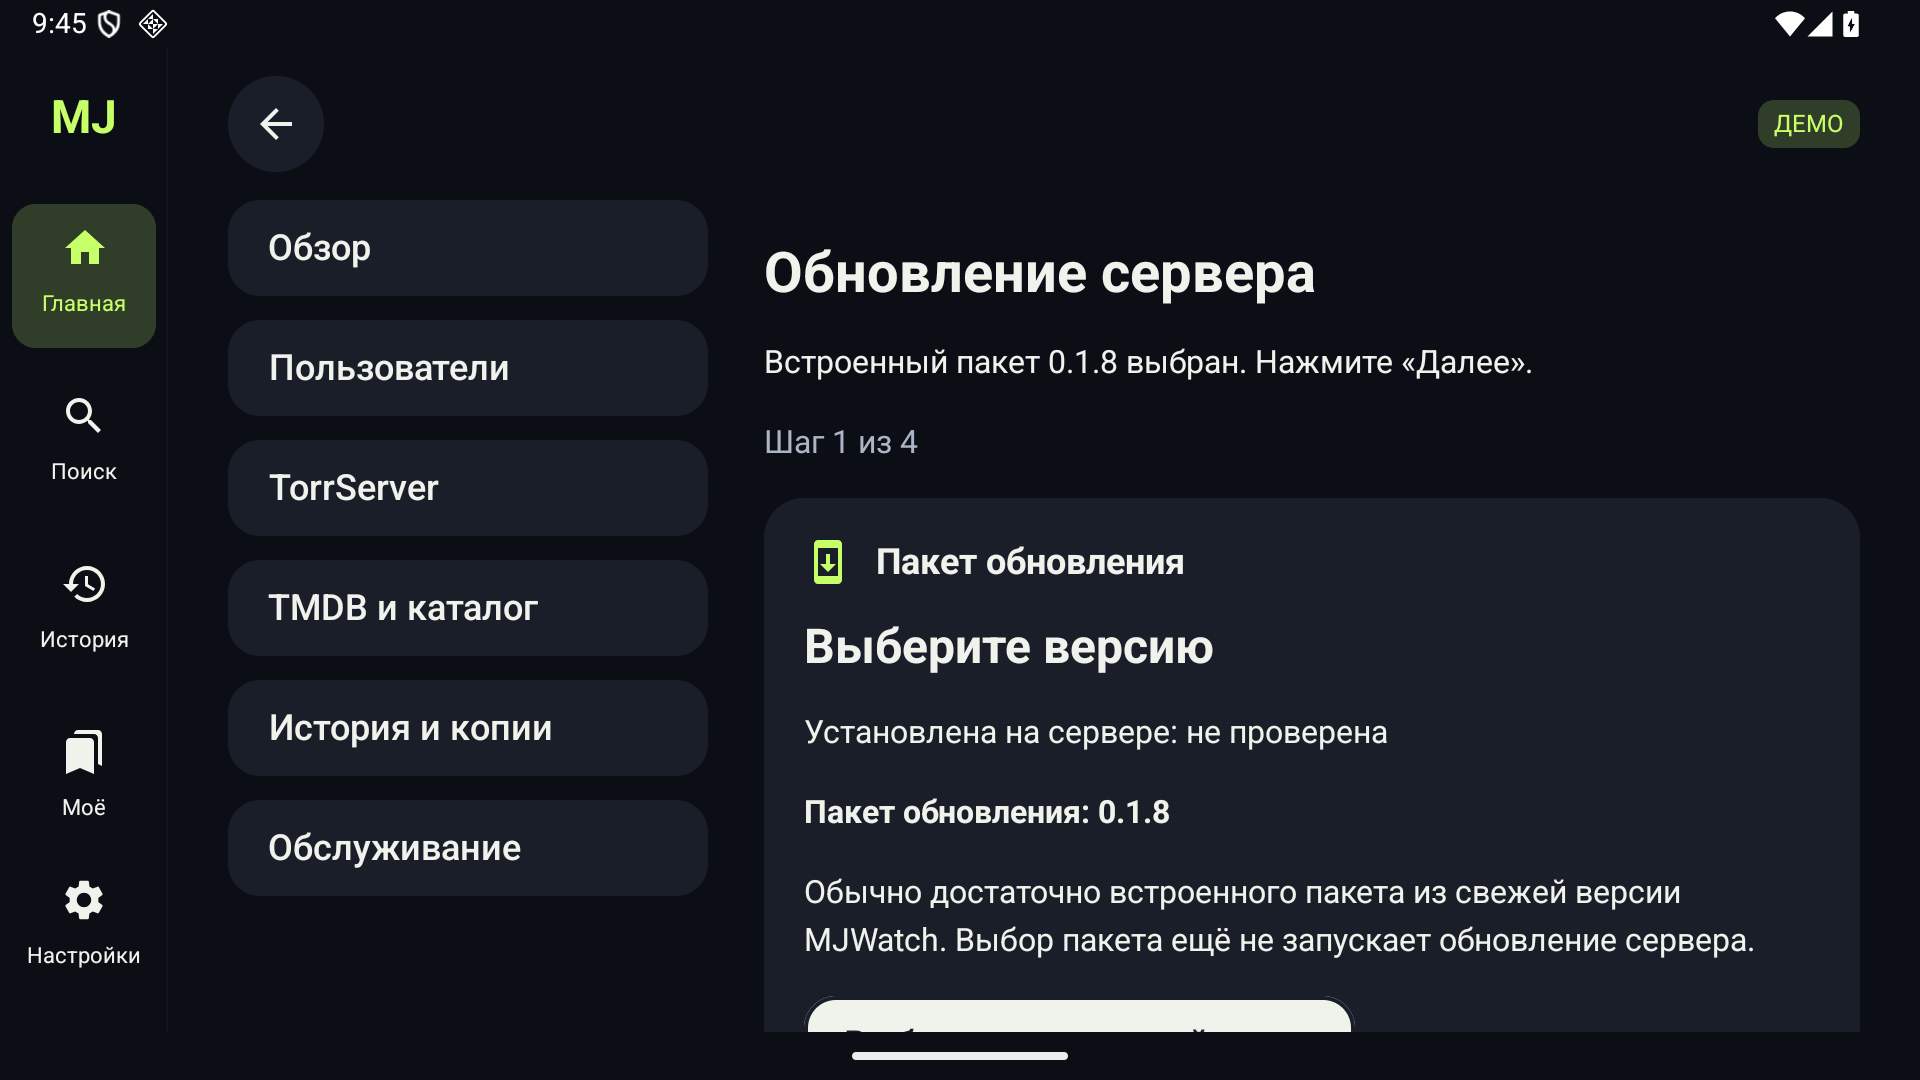 9:45
MJ
ДЕМО
Главная
Поиск
История
Моё
Настройки
Обзор
Пользователи
TorrServer
TMDB и каталог
История и копии
Обслуживание
Обновление сервера
Встроенный пакет 0.1.8 выбран. Нажмите «Далее».
Шаг 1 из 4
Пакет обновления
Выберите версию
Установлена на сервере: не проверена
Пакет обновления: 0.1.8
Обычно достаточно встроенного пакета из свежей версии
MJWatch. Выбор пакета ещё не запускает обновление сервера.